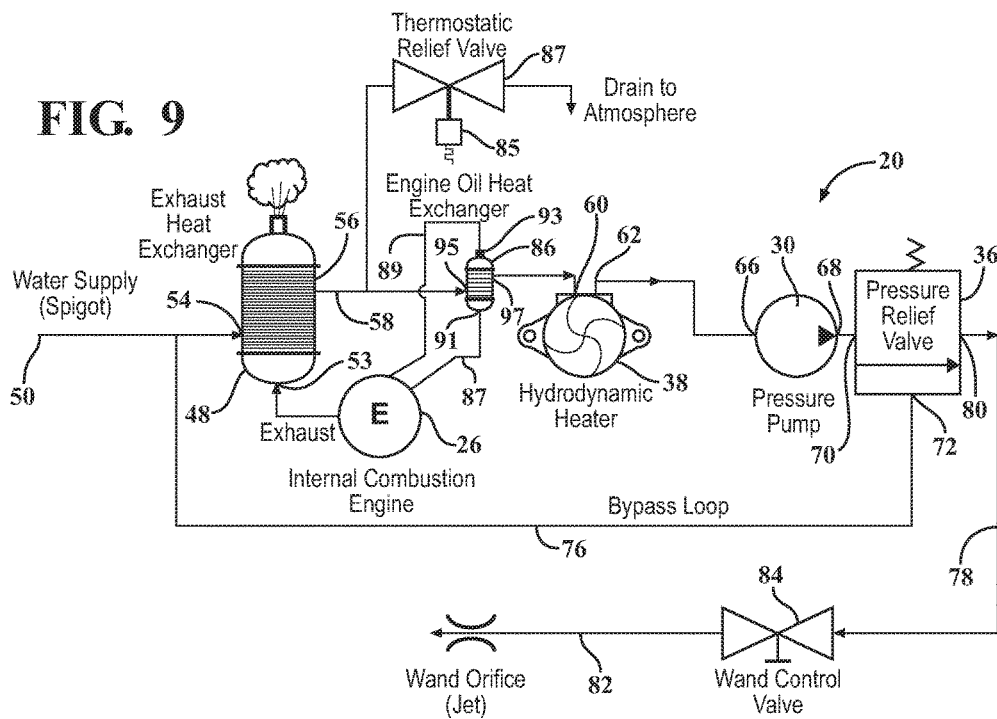 FIG. 9
Thermostatic
Relief Valve
87
Drain to
Atmosphere
85
20
Exhaust
Heat
Exchanger
56
Engine Oil Heat
Exchanger
93
89
95
86
60
62
30
66
68
36
Pressure
Relief
Valve
Water Supply
(Spigot)
54
58
97
91
50
48
53
87
38
Hydrodynamic
Heater
Pressure
Pump
70
72
80
Exhaust
E
26
Internal Combustion
Engine
Bypass Loop
76
78
84
Wand Orifice
(Jet)
82
Wand Control
Valve